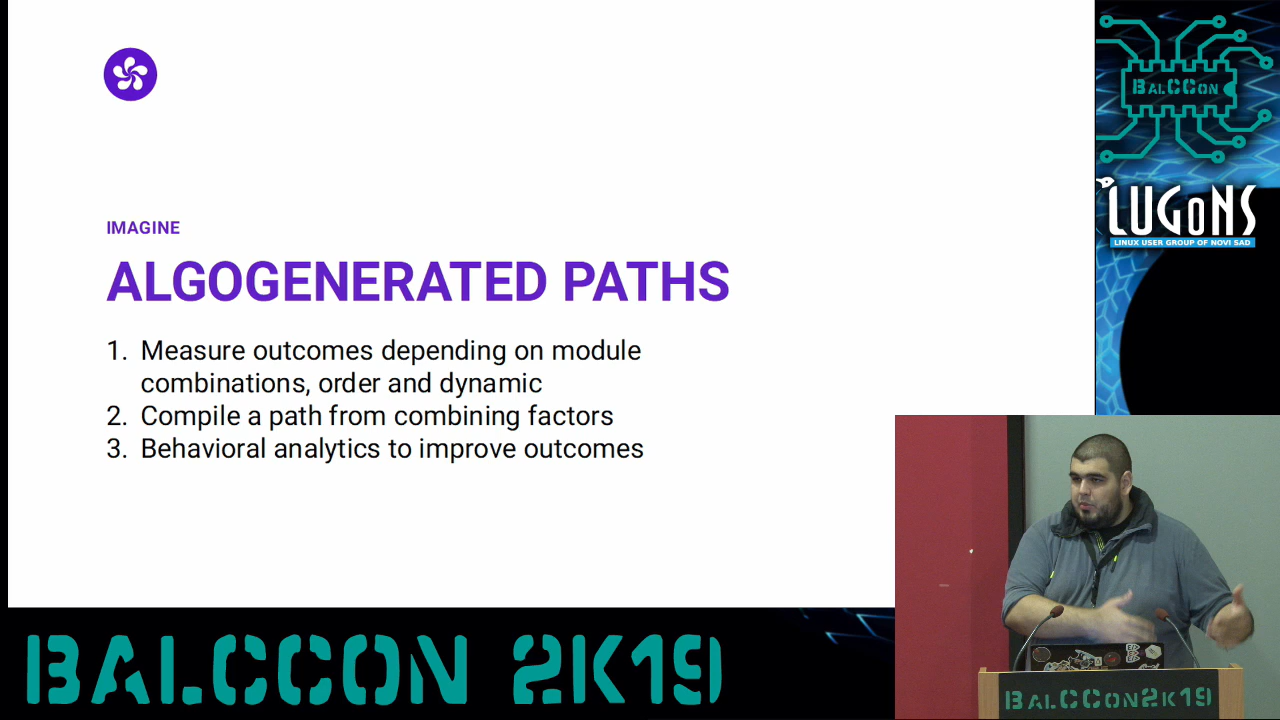 IMAGINE
ALGOGENERATED PATHS
1. Measure outcomes depending on module
combinations, order and dynamic
2. Compile a path from combining factors
3. Behavioral analytics to improve outcomes
BALCCON
LUGONS
LINUX USER GROUP OF NOVI SAD
BALCCON 2K19
BALCCON2K19